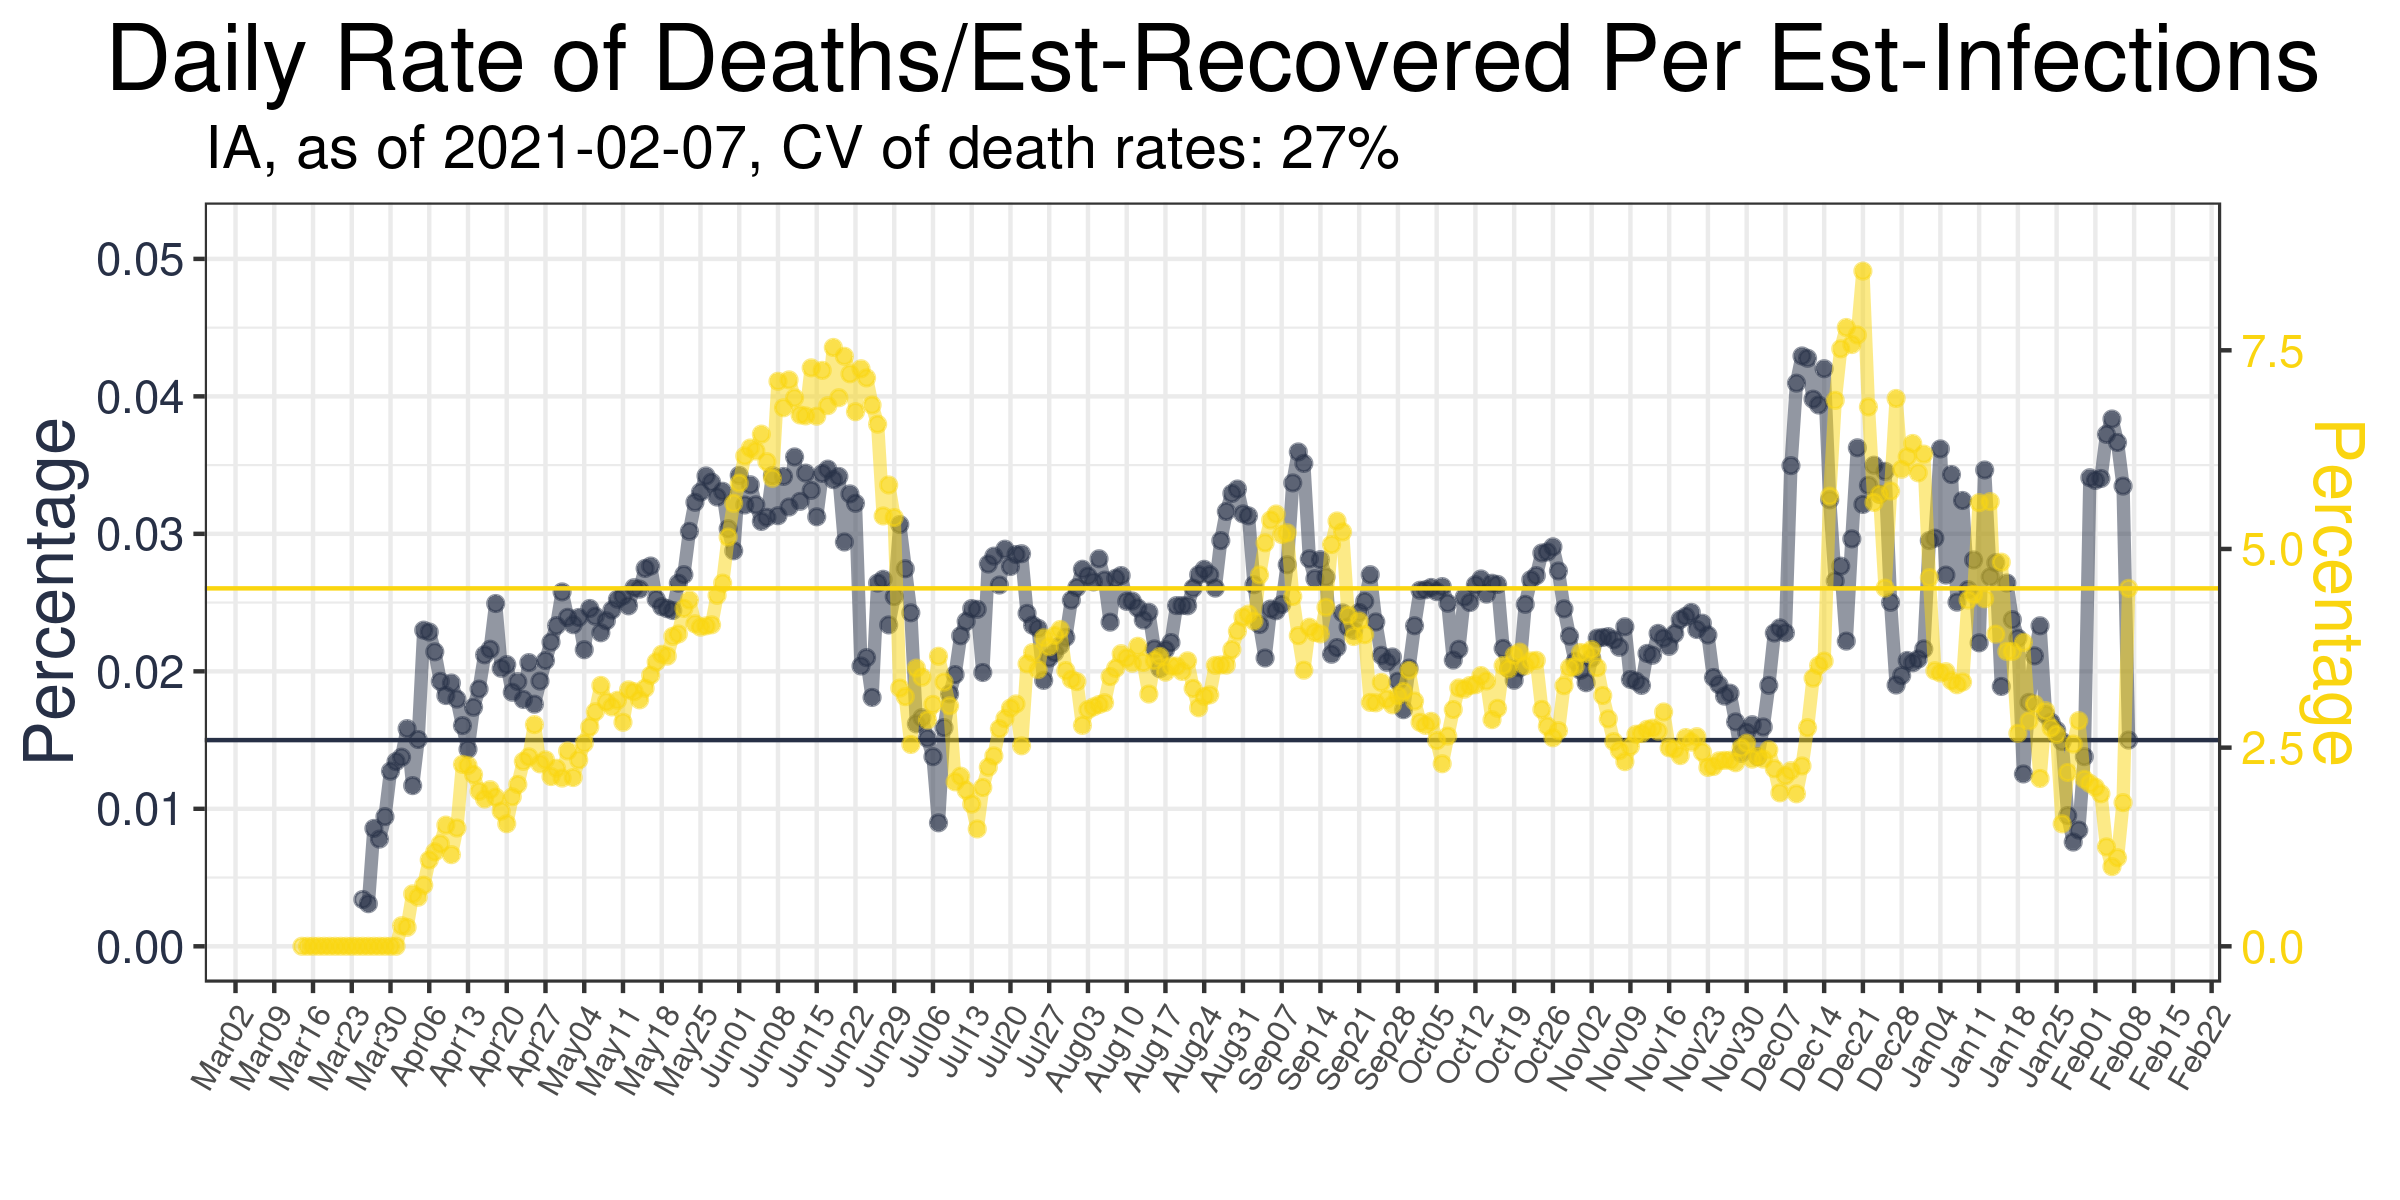 Daily Rate of Deaths/Est-Recovered Per Est-Infections
IA, as of 2021-02-07, CV of death rates: 27%
Percentage
0.05
0.04
0.03
0.02
0.01
0.00
7.5
5.0
2.5
0.0
Percentage
Mar02 Mar09 Mar16 Mar23 Mar30 Apr06 Apr13 Apr20 Apr27 May04 May11 May18 May25 Jun01 Jun08 Jun15 Jun22 Jun29 Jul06 Jul13 Jul20 Jul27 Aug03 Aug10 Aug17 Aug24 Aug31 Sep07 Sep14 Sep21 Sep28 Oct05 Oct12 Oct19 Oct26 Nov02 Nov09 Nov16 Nov23 Nov30 Dec07 Dec14 Dec21 Dec28 Jan04 Jan11 Jan18 Jan25 Feb01 Feb08 Feb15 Feb22